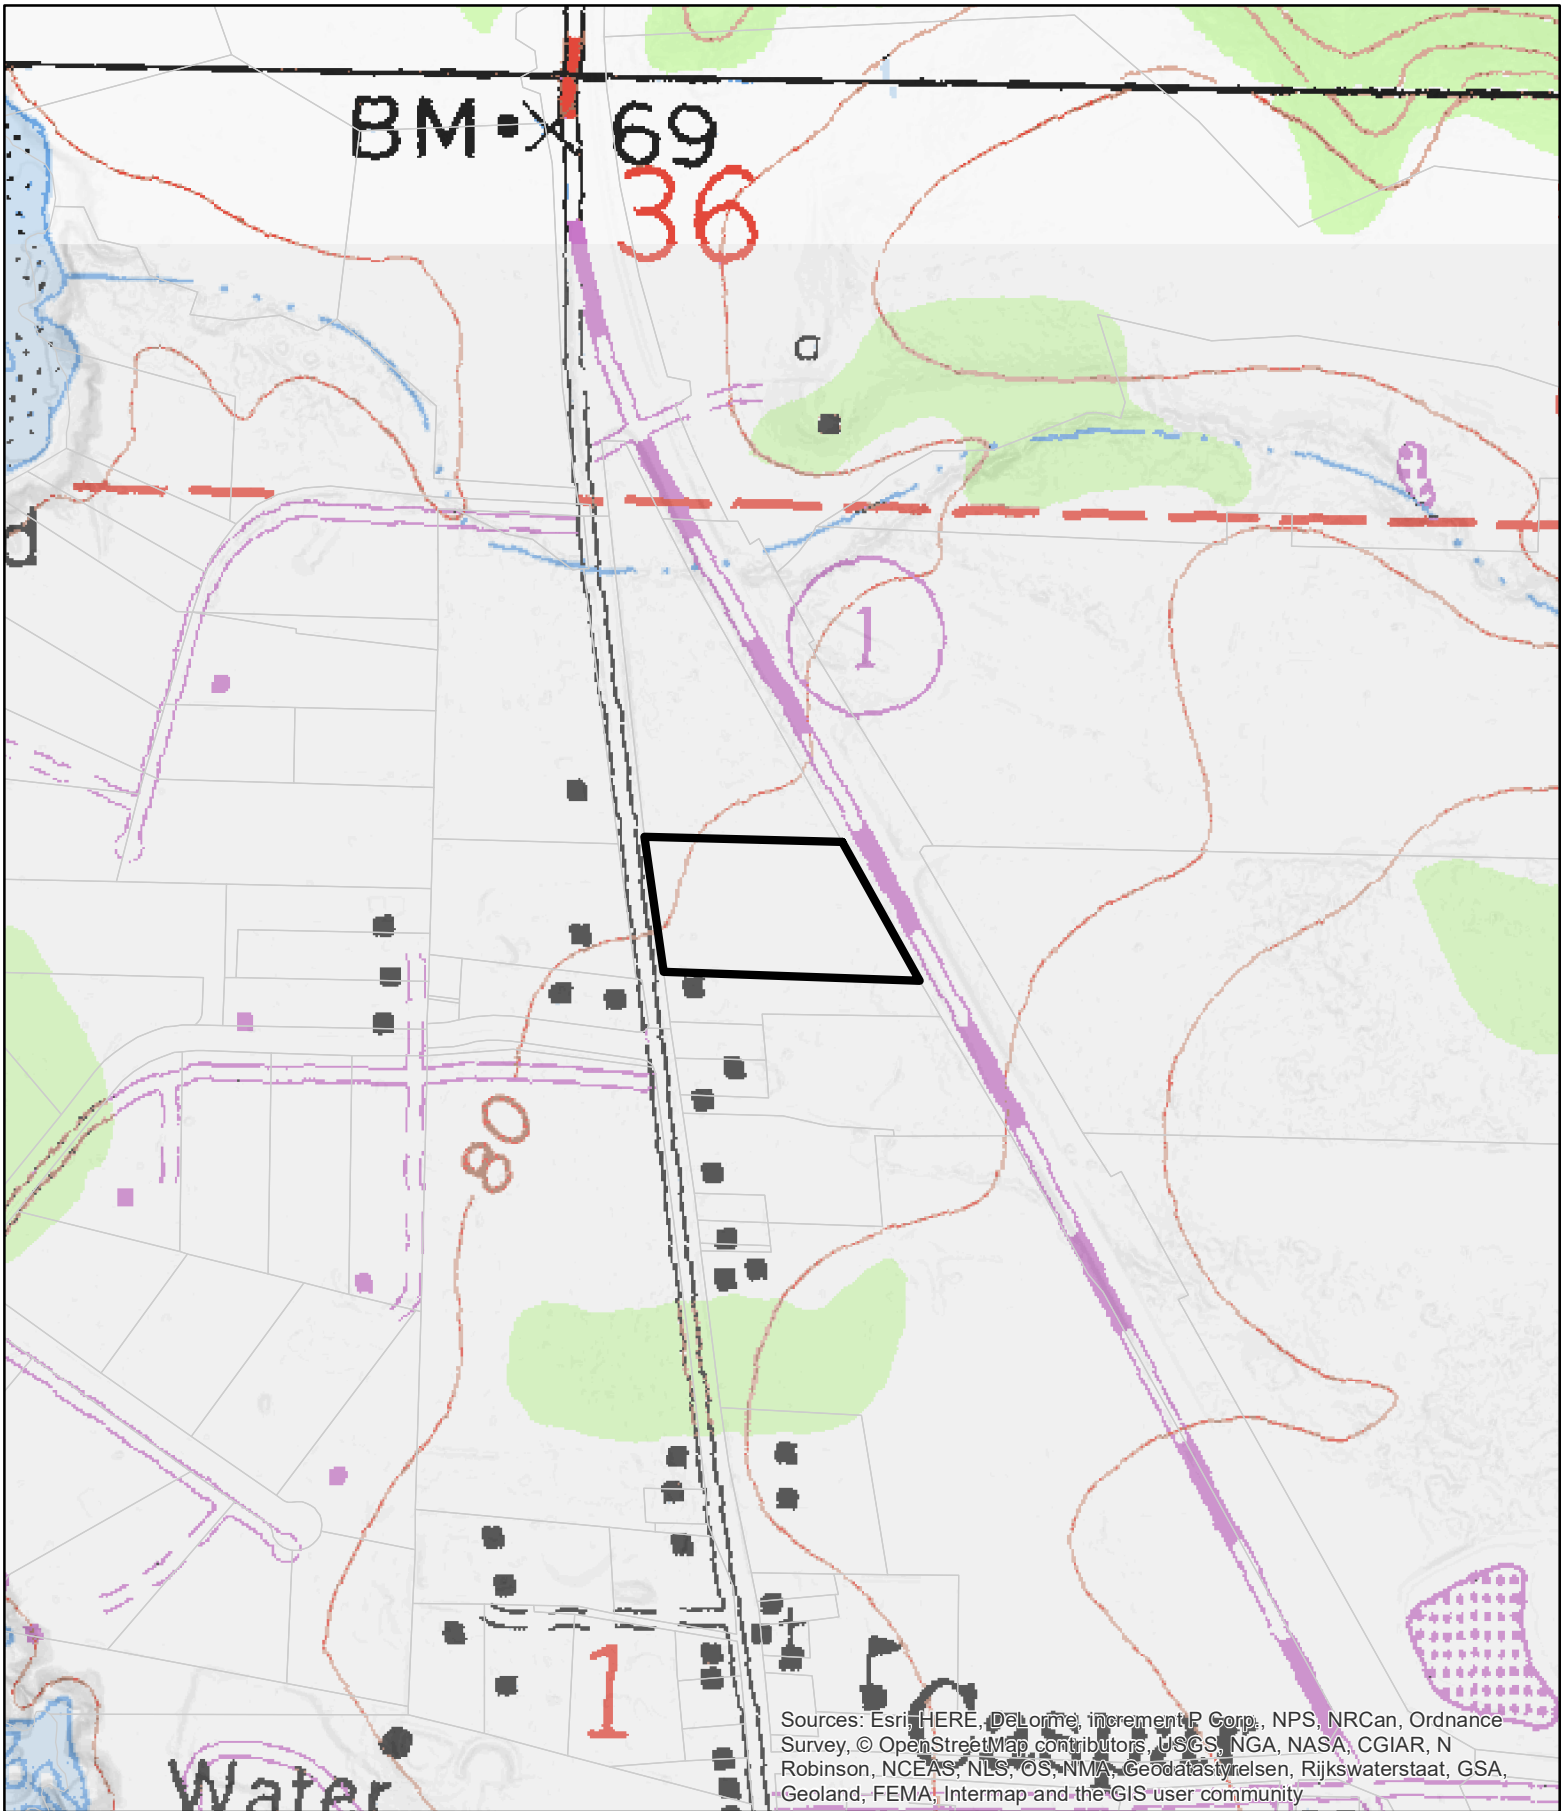 BM 69
36
d
1
80
1
Caspar
Water
Sources: Esri, HERE, DeLorme, increment P Corp., NPS, NRCan, Ordnance
Survey, © OpenStreetMap contributors, USGS, NGA, NASA, CGIAR, N
Robinson, NCEAS, NLS, OS, NMA, Geodatastyrelsen, Rijkswaterstaat, GSA,
Geoland, FEMA, Intermap and the GIS user community